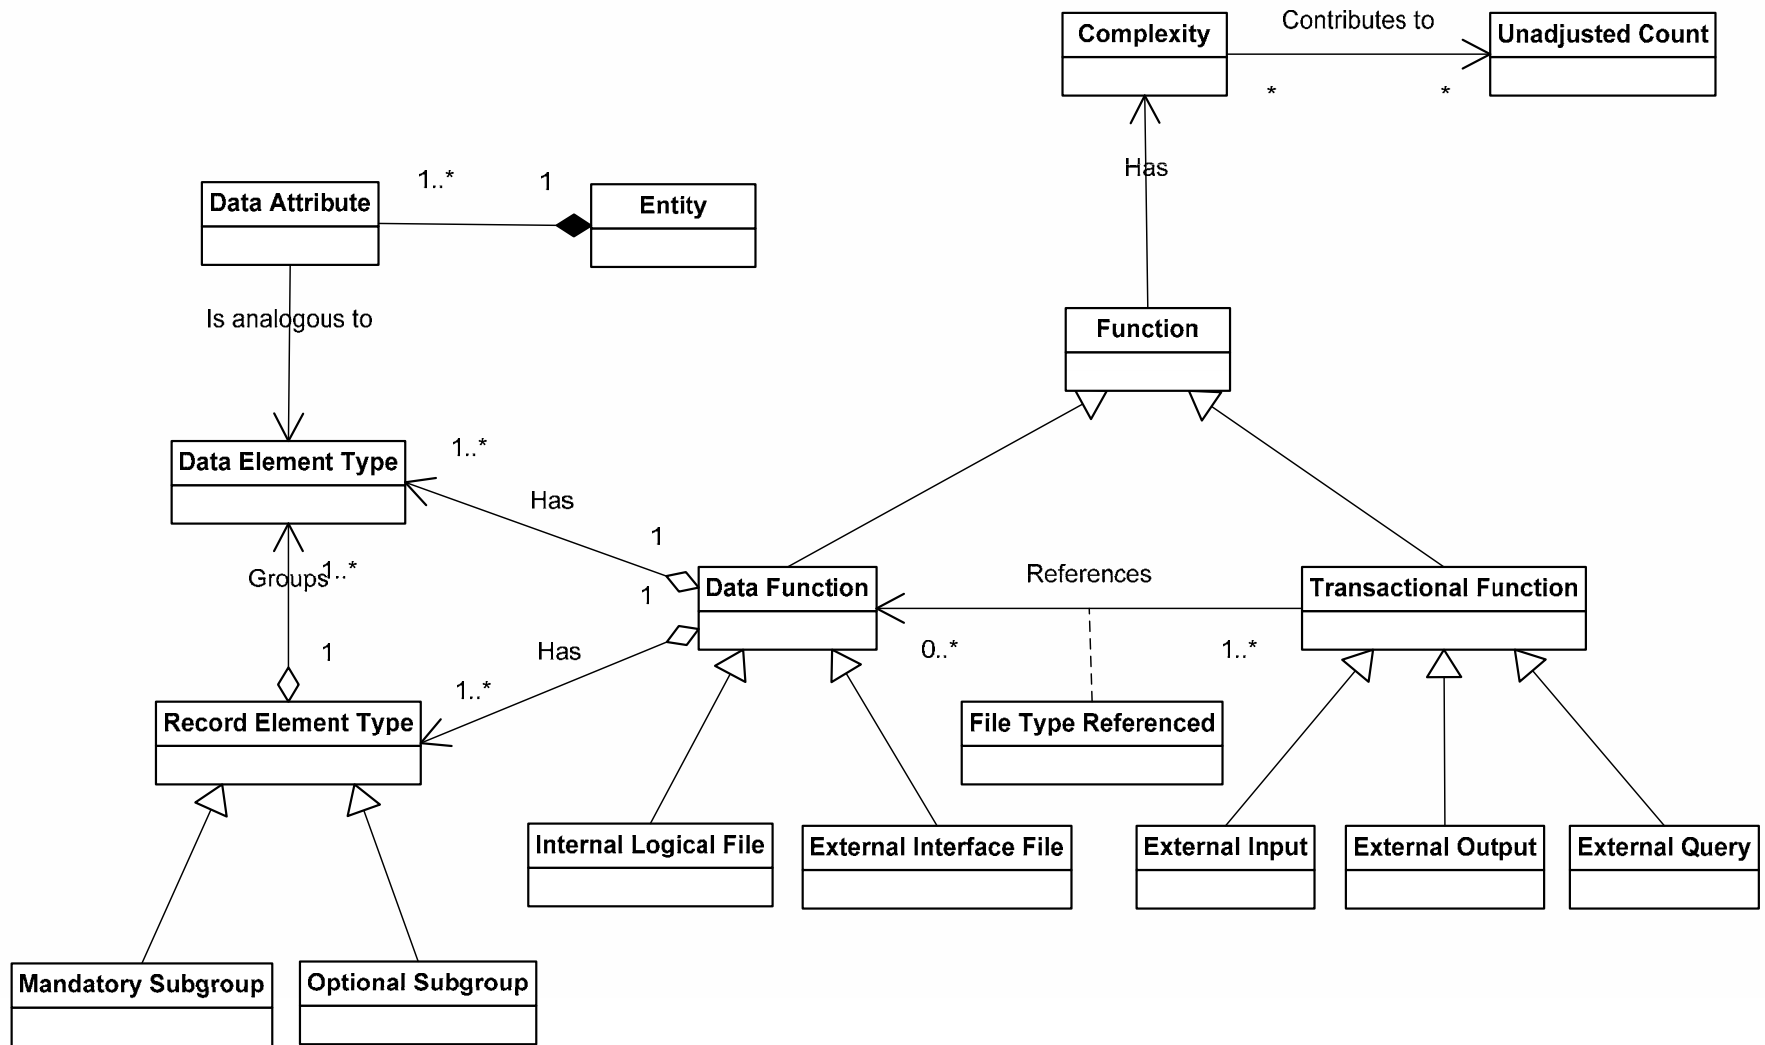 Complexity
Contributes to
Unadjusted Count
*
*
Has
Data Attribute
1..*
1
Entity
Is analogous to
Function
Data Element Type
1..*
Has
1
Groups
1..*
1
Data Function
References
Transactional Function
0..*
1..*
1
Has
1..*
Record Element Type
File Type Referenced
Internal Logical File
External Interface File
External Input
External Output
External Query
Mandatory Subgroup
Optional Subgroup